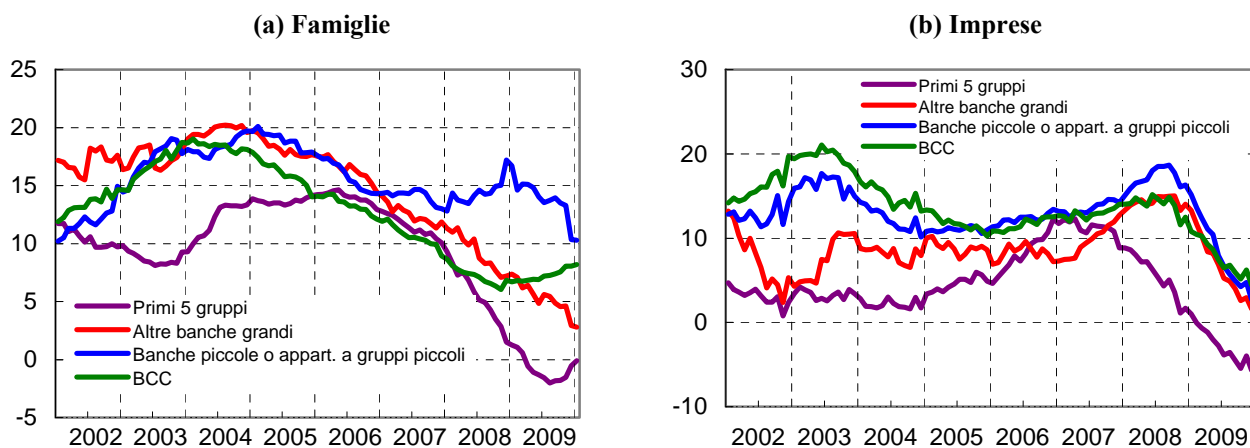 (a) Famiglie
25
20
15
10
5
0
-5
Primi 5 gruppi
Altre banche grandi
Banche piccole o appart. a gruppi piccoli
BCC
2002 2003 2004 2005 2006 2007 2008 2009
(b) Imprese
30
20
10
0
-10
Primi 5 gruppi
Altre banche grandi
Banche piccole o appart. a gruppi piccoli
BCC
2002 2003 2004 2005 2006 2007 2008 2009